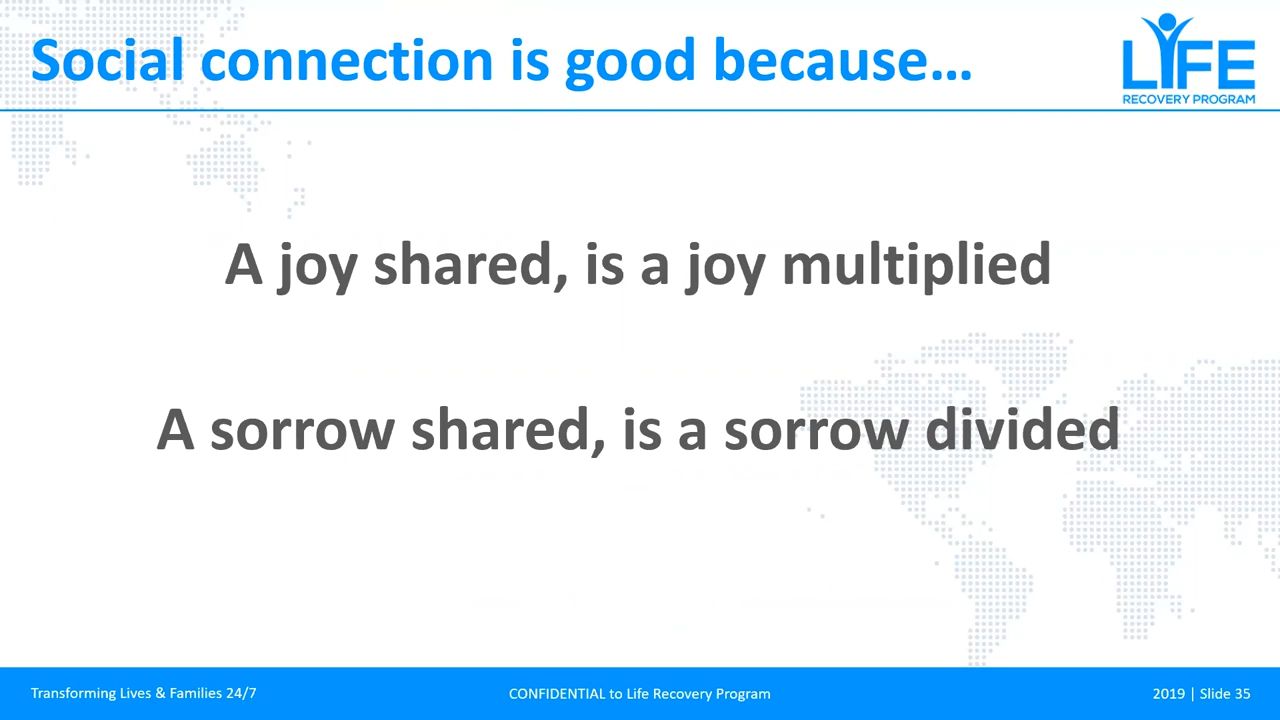 Social connection is good because...
LIFE
RECOVERY PROGRAM
A joy shared, is a joy multiplied
A sorrow shared, is a sorrow divided
Transforming Lives & Families 24/7
CONFIDENTIAL to Life Recovery Program
2019 | Slide 35